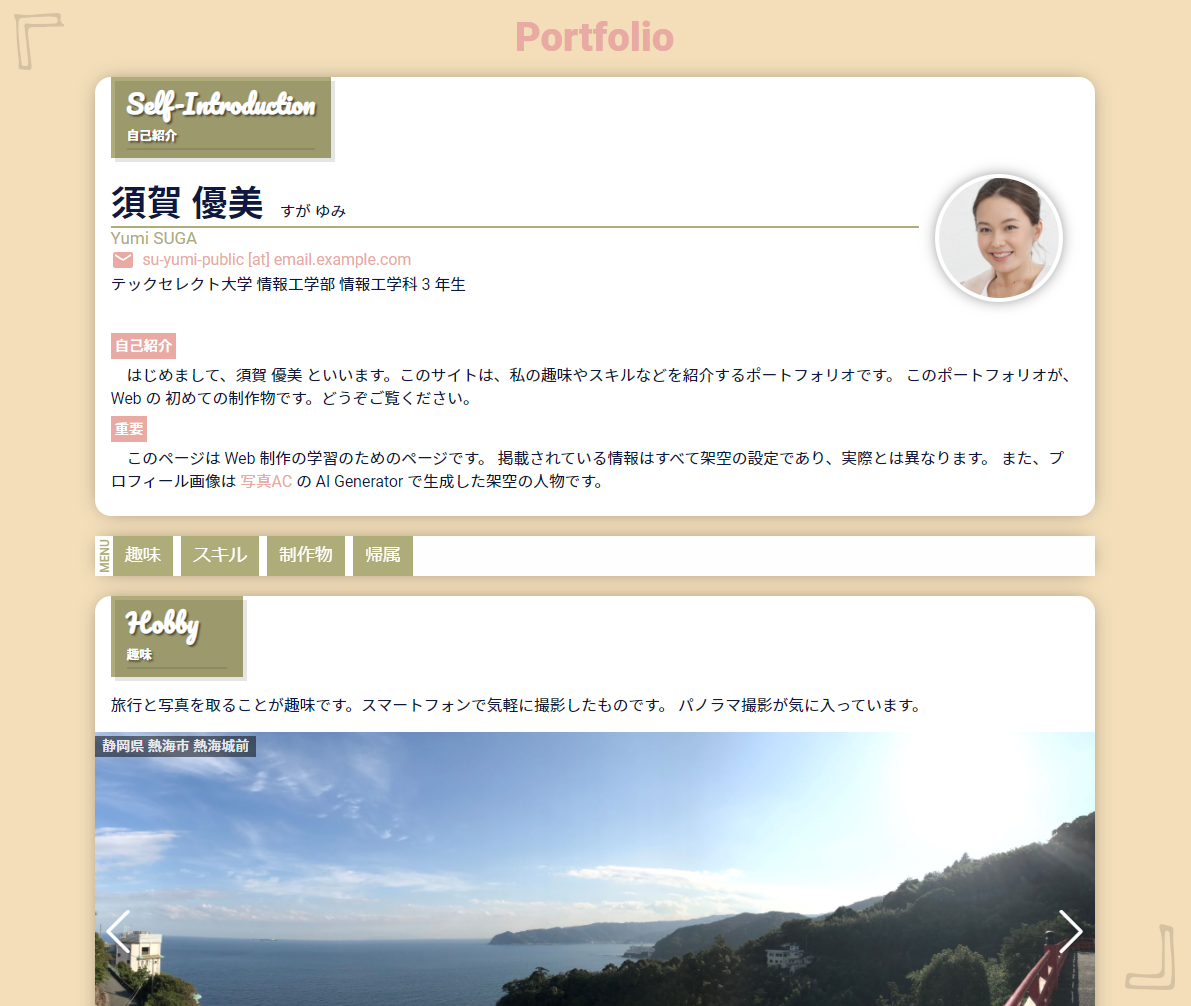 Portfolio
Self-Introduction
自己紹介
須賀 優美 すが ゆみ
Yumi SUGA
su-yumi-public [at] email.example.com
テックセレクト大学 情報工学部 情報工学科 3 年生
自己紹介
はじめまして、須賀 優美 といいます。このサイトは、私の趣味やスキルなどを紹介するポートフォリオです。 このポートフォリオが、
Web の 初めての制作物です。どうぞご覧ください。
重要
このページは Web 制作の学習のためのページです。 掲載されている情報はすべて架空の設定であり、実際とは異なります。 また、プ
ロフィール画像は 写真AC の AI Generator で生成した架空の人物です。
MENU 趣味 スキル 制作物 帰属
Hobby
趣味
旅行と写真を取ることが趣味です。スマートフォンで気軽に撮影したものです。 パノラマ撮影が気に入っています。
静岡県 熱海市 熱海城前